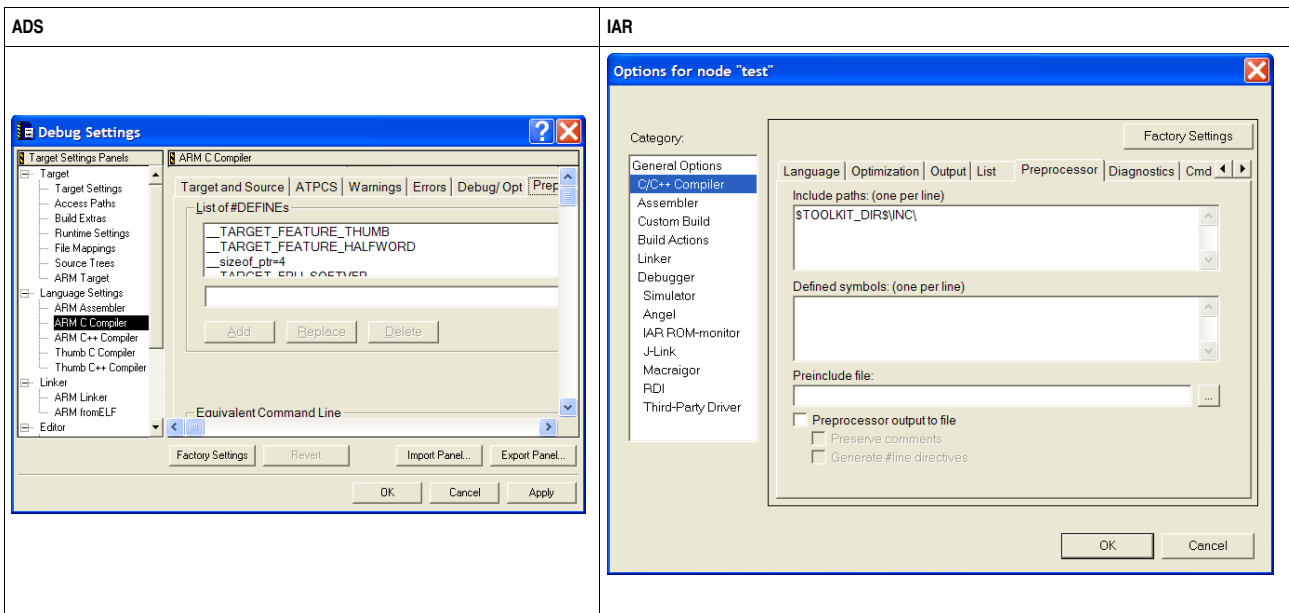 ADS
IAR
Debug Settings
Target Settings Panels
Target
Target Settings
Access Paths
Build Extras
Runtime Settings
File Mappings
Source Trees
ARM Target
Language Settings
ARM Assembler
ARM C Compiler
ARM C++ Compiler
Thumb C Compiler
Thumb C++ Compiler
Linker
ARM Linker
ARM fromELF
Editor
ARM C Compiler
Target and Source ATPCS Warnings Errors Debug/ Opt Prep
List of #DEFINEs
__TARGET_FEATURE_THUMB
__TARGET_FEATURE_HALFWORD
__sizeof_ptr=4
Add Replace Delete
Equivalent Command Line
Factory Settings Revert Import Panel... Export Panel...
OK Cancel Apply
Options for node "test"
Category:
General Options
C/C++ Compiler
Assembler
Custom Build
Build Actions
Linker
Debugger
Simulator
Angel
IAR ROM-monitor
J-Link
Macraigor
RDI
Third-Party Driver
Factory Settings
Language Optimization Output List Preprocessor Diagnostics Cmd
Include paths: (one per line)
$TOOLKIT_DIR$\INC\
Defined symbols: (one per line)
Preinclude file:
...
Preprocessor output to file
Preserve comments
Generate #line directives
OK Cancel